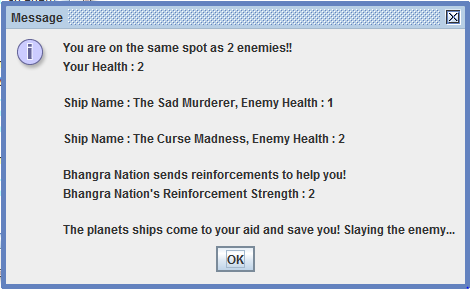 Message
You are on the same spot as 2 enemies!!
Your Health : 2
Ship Name : The Sad Murderer, Enemy Health : 1
Ship Name : The Curse Madness, Enemy Health : 2
Bhangra Nation sends reinforcements to help you!
Bhangra Nation's Reinforcement Strength : 2
The planets ships come to your aid and save you! Slaying the enemy...
OK